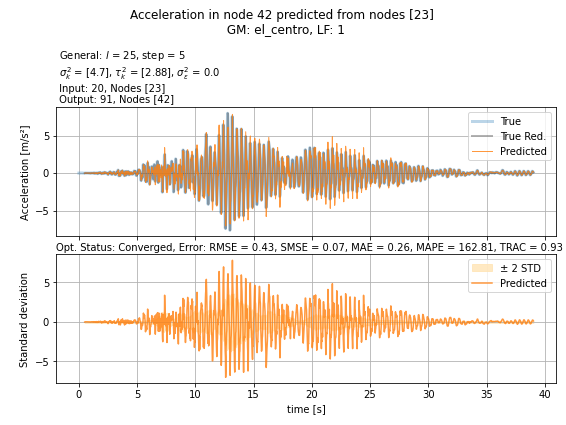 Acceleration in node 42 predicted from nodes [23]
GM: el_centro, LF: 1
General: l = 25, step = 5
σ²ₖ = [4.7], τ²ₖ = [2.88], σ²ε = 0.0
Input: 20, Nodes [23]
Output: 91, Nodes [42]
Acceleration [m/s²]
5
0
−5
True
True Red.
Predicted
Opt. Status: Converged, Error: RMSE = 0.43, SMSE = 0.07, MAE = 0.26, MAPE = 162.81, TRAC = 0.93
Standard deviation
5
0
−5
± 2 STD
Predicted
0 5 10 15 20 25 30 35 40
time [s]